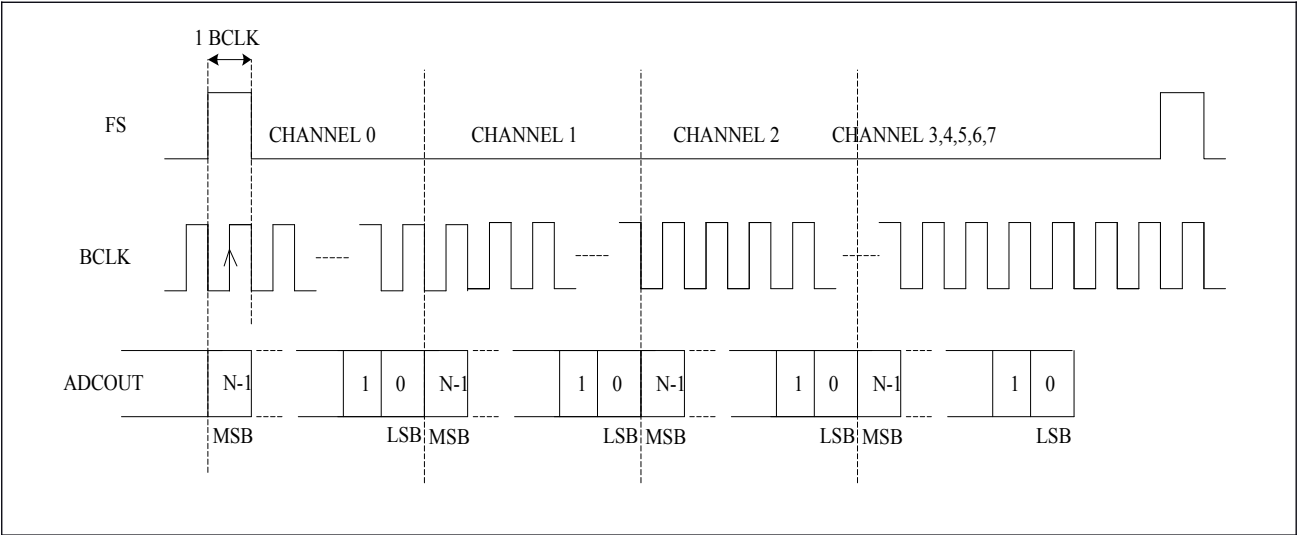 1 BCLK
FS
CHANNEL 0 CHANNEL 1 CHANNEL 2 CHANNEL 3,4,5,6,7
BCLK
ADCOUT N-1 1 0 N-1 1 0 N-1 1 0 N-1 1 0
MSB LSB MSB LSB MSB LSB MSB LSB